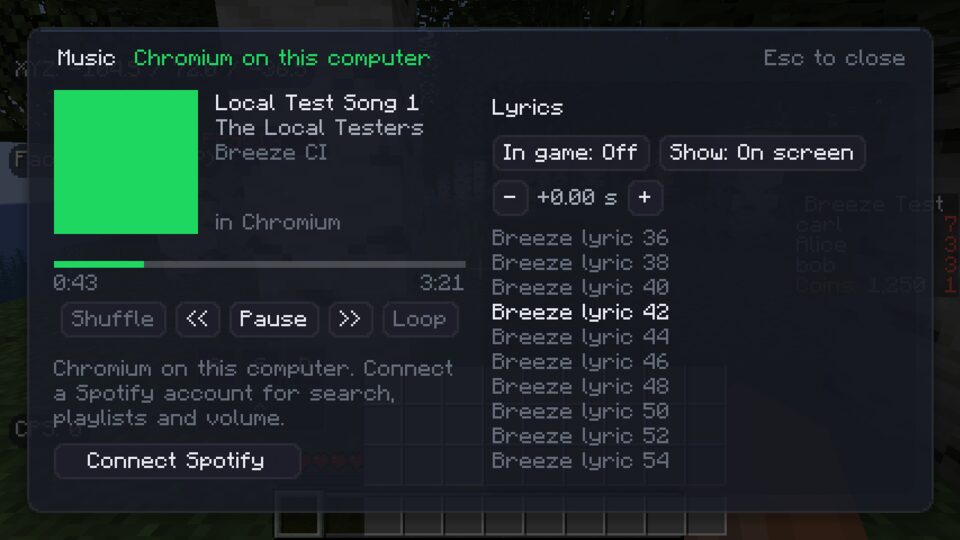 Music Chromium on this computer
Esc to close
Local Test Song 1
The Local Testers
Breeze CI
in Chromium
0:43
3:21
Shuffle << Pause >> Loop
Chromium on this computer. Connect
a Spotify account for search,
playlists and volume.
Connect Spotify
Lyrics
In game: Off Show: On screen
- +0.00 s +
Breeze lyric 36
Breeze lyric 38
Breeze lyric 40
Breeze lyric 42
Breeze lyric 44
Breeze lyric 46
Breeze lyric 48
Breeze lyric 50
Breeze lyric 52
Breeze lyric 54
Breeze Test
carl 7
Alice 3
bob 3
Coins: 1,250 1